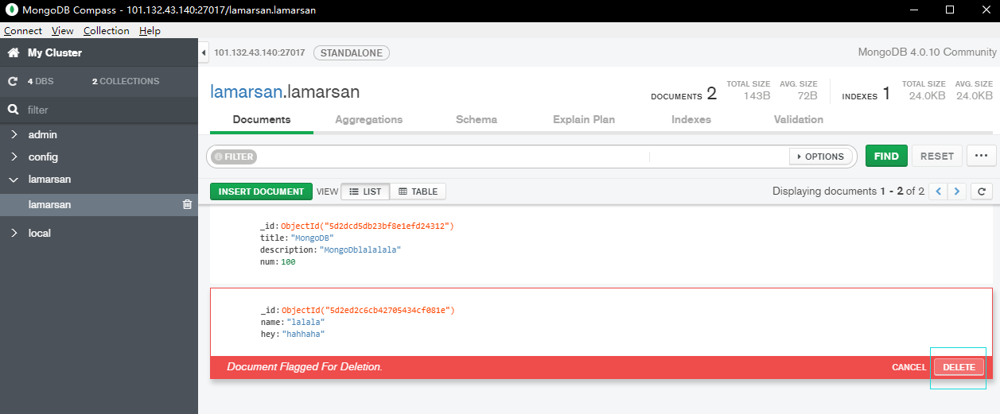 MongoDB Compass - 101.132.43.140:27017/lamarsan.lamarsan
Connect View Collection Help
My Cluster
4 DBS 2 COLLECTIONS
filter
admin
config
lamarsan
lamarsan
local
101.132.43.140:27017 STANDALONE MongoDB 4.0.10 Community
lamarsan.lamarsan
DOCUMENTS 2 TOTAL SIZE 143B AVG. SIZE 72B INDEXES 1 TOTAL SIZE 24.0KB AVG. SIZE 24.0KB
Documents Aggregations Schema Explain Plan Indexes Validation
FILTER OPTIONS FIND RESET ...
INSERT DOCUMENT VIEW LIST TABLE Displaying documents 1 - 2 of 2
_id: ObjectId("5d2dcd5db23bf8e1efd24312")
title: "MongoDB"
description: "MongoDblalalala"
num: 100
_id: ObjectId("5d2ed2c6cb42705434cf081e")
name: "lalala"
hey: "hahhaha"
Document Flagged For Deletion. CANCEL DELETE